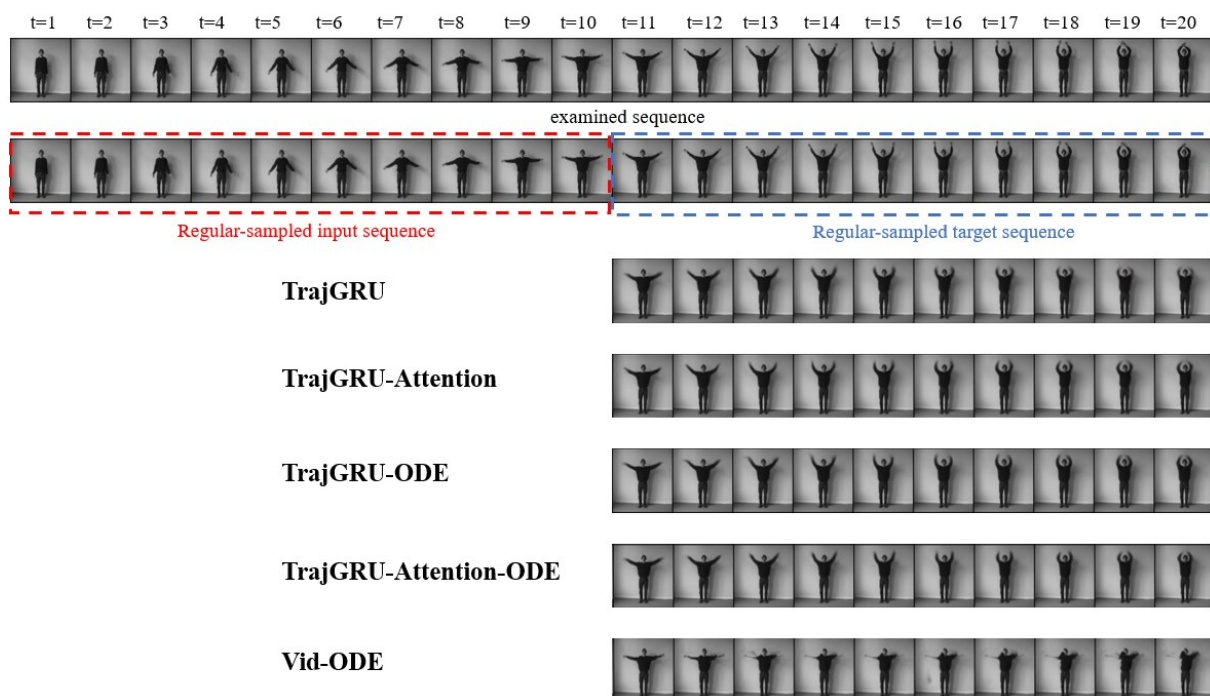 t=1 t=2 t=3 t=4 t=5 t=6 t=7 t=8 t=9 t=10 t=11 t=12 t=13 t=14 t=15 t=16 t=17 t=18 t=19 t=20
examined sequence
Regular-sampled input sequence Regular-sampled target sequence
TrajGRU
TrajGRU-Attention
TrajGRU-ODE
TrajGRU-Attention-ODE
Vid-ODE